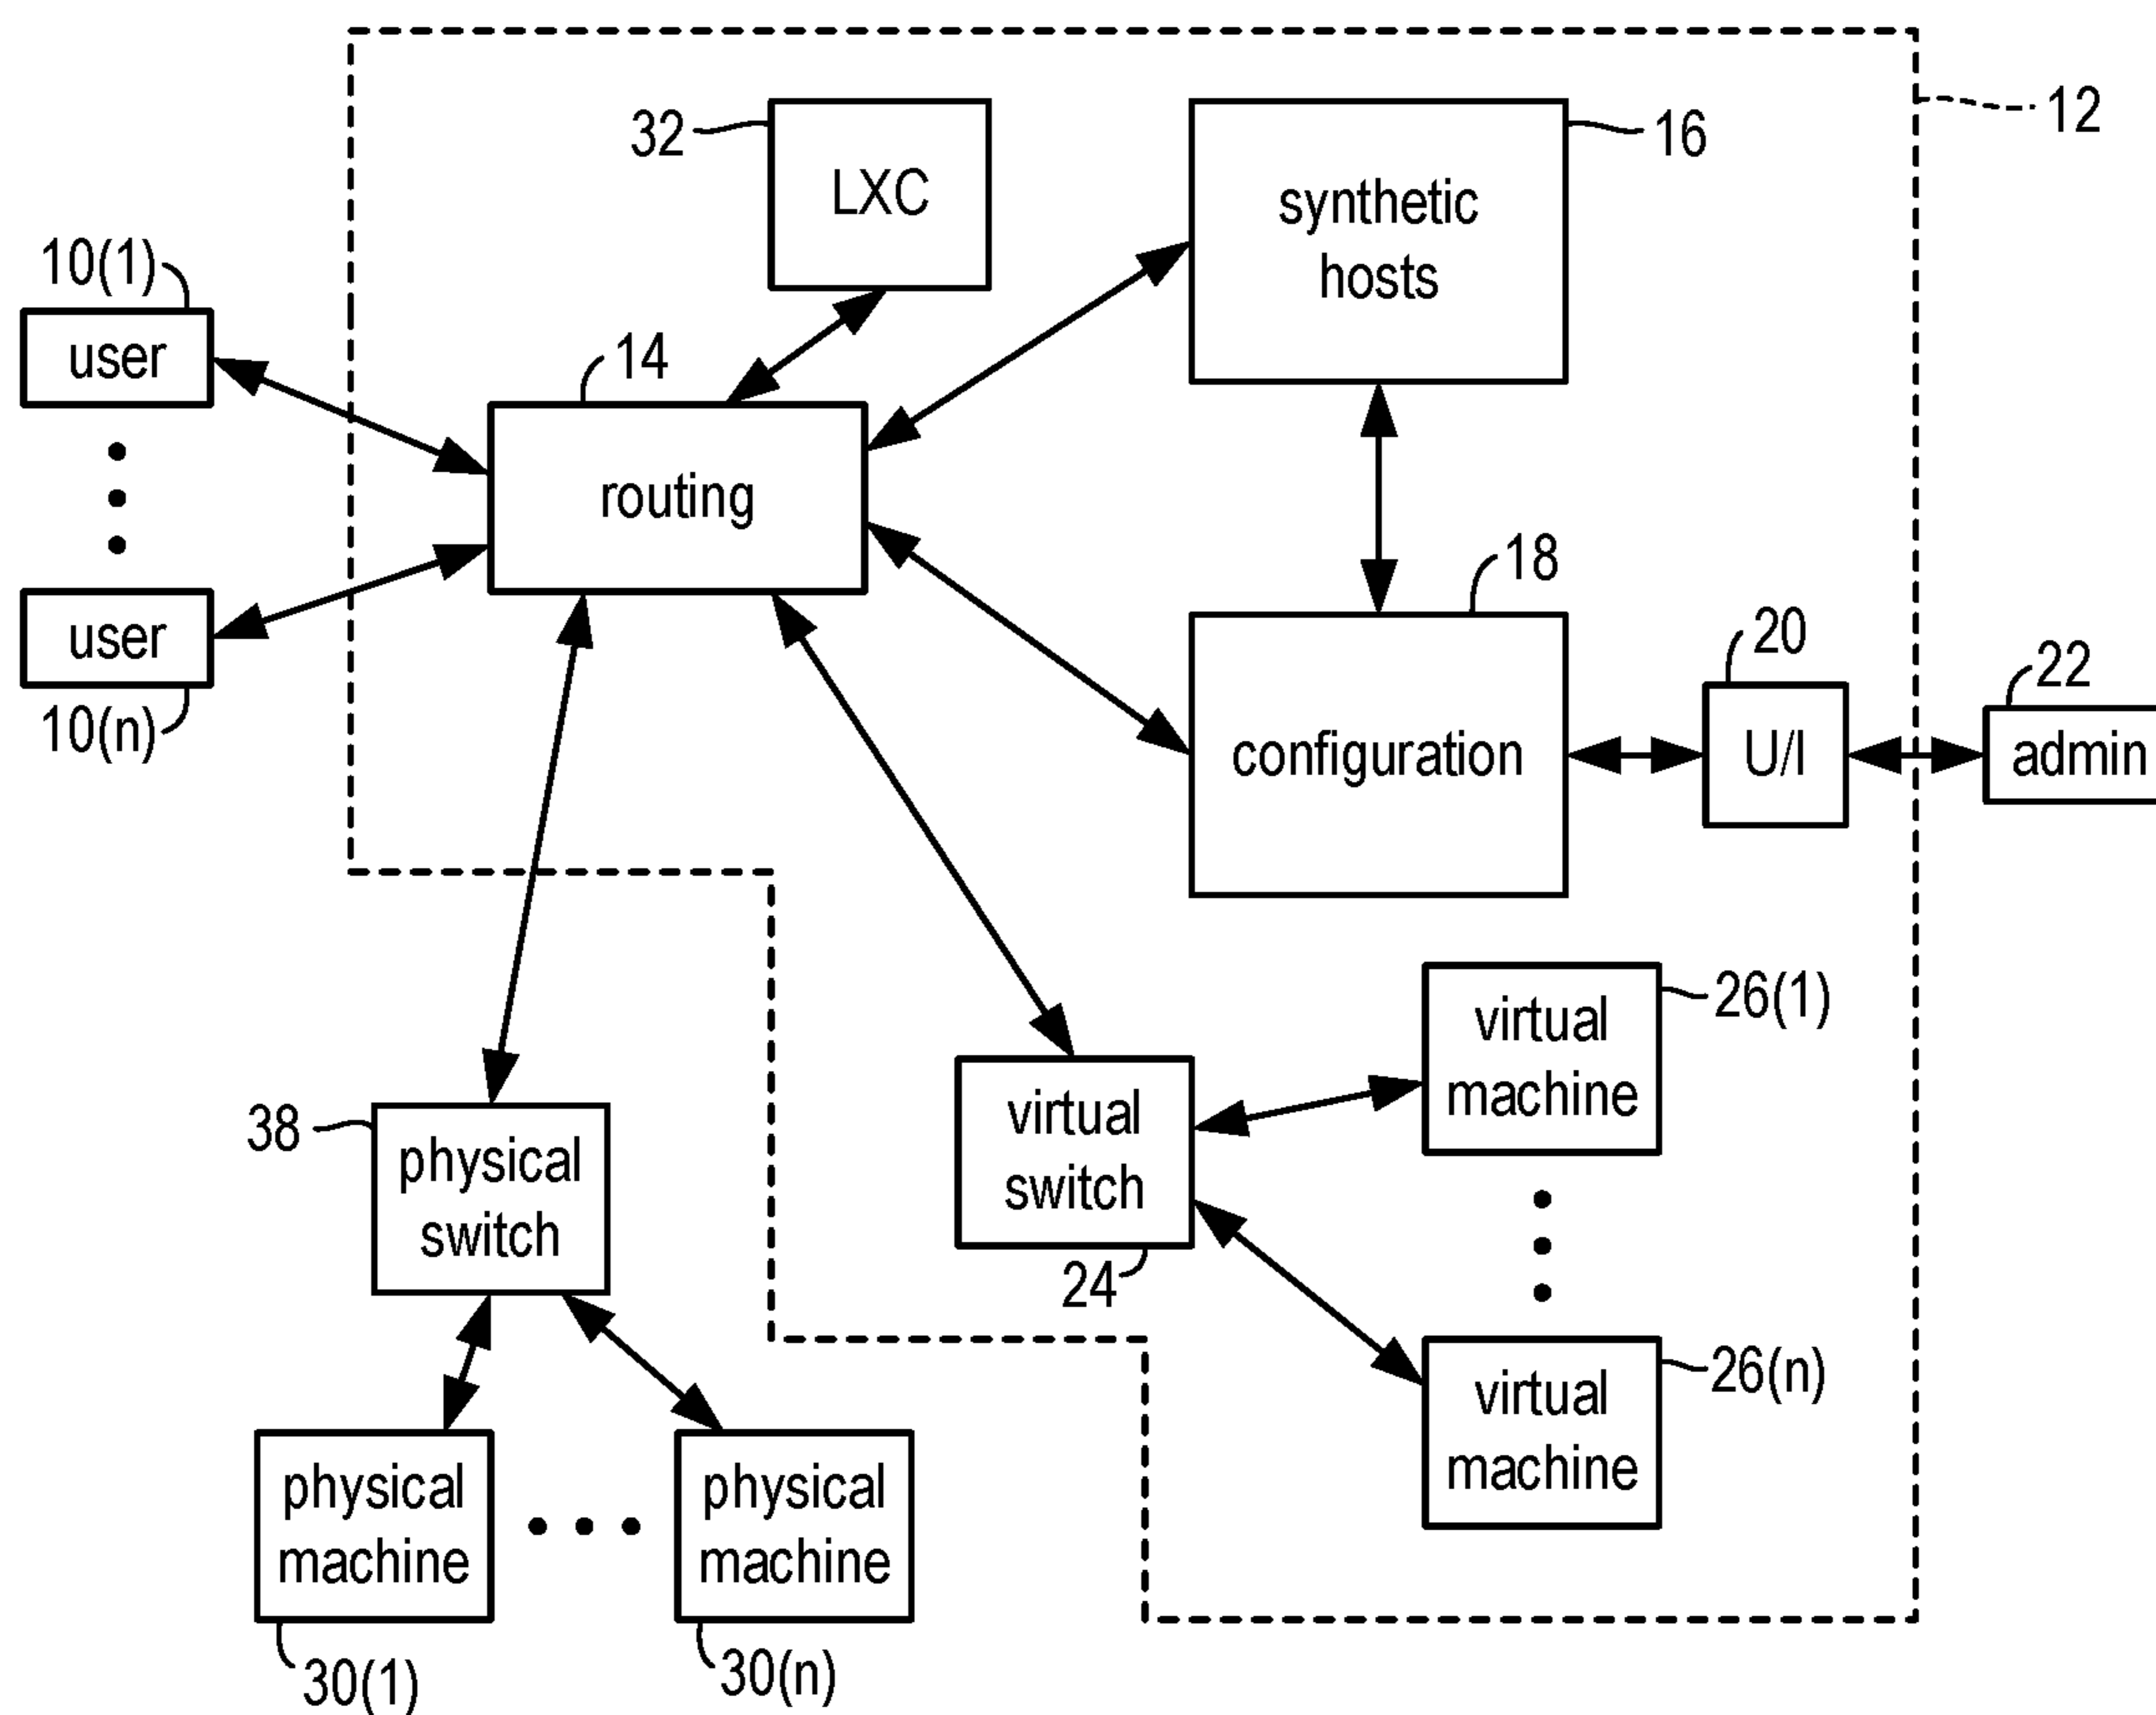 12
32
LXC
16
synthetic
hosts
10(1)
user
14
routing
user
10(n)
18
configuration
20
U/I
22
admin
38
physical
switch
virtual
switch
24
virtual
machine
26(1)
virtual
machine
26(n)
physical
machine
30(1)
physical
machine
30(n)